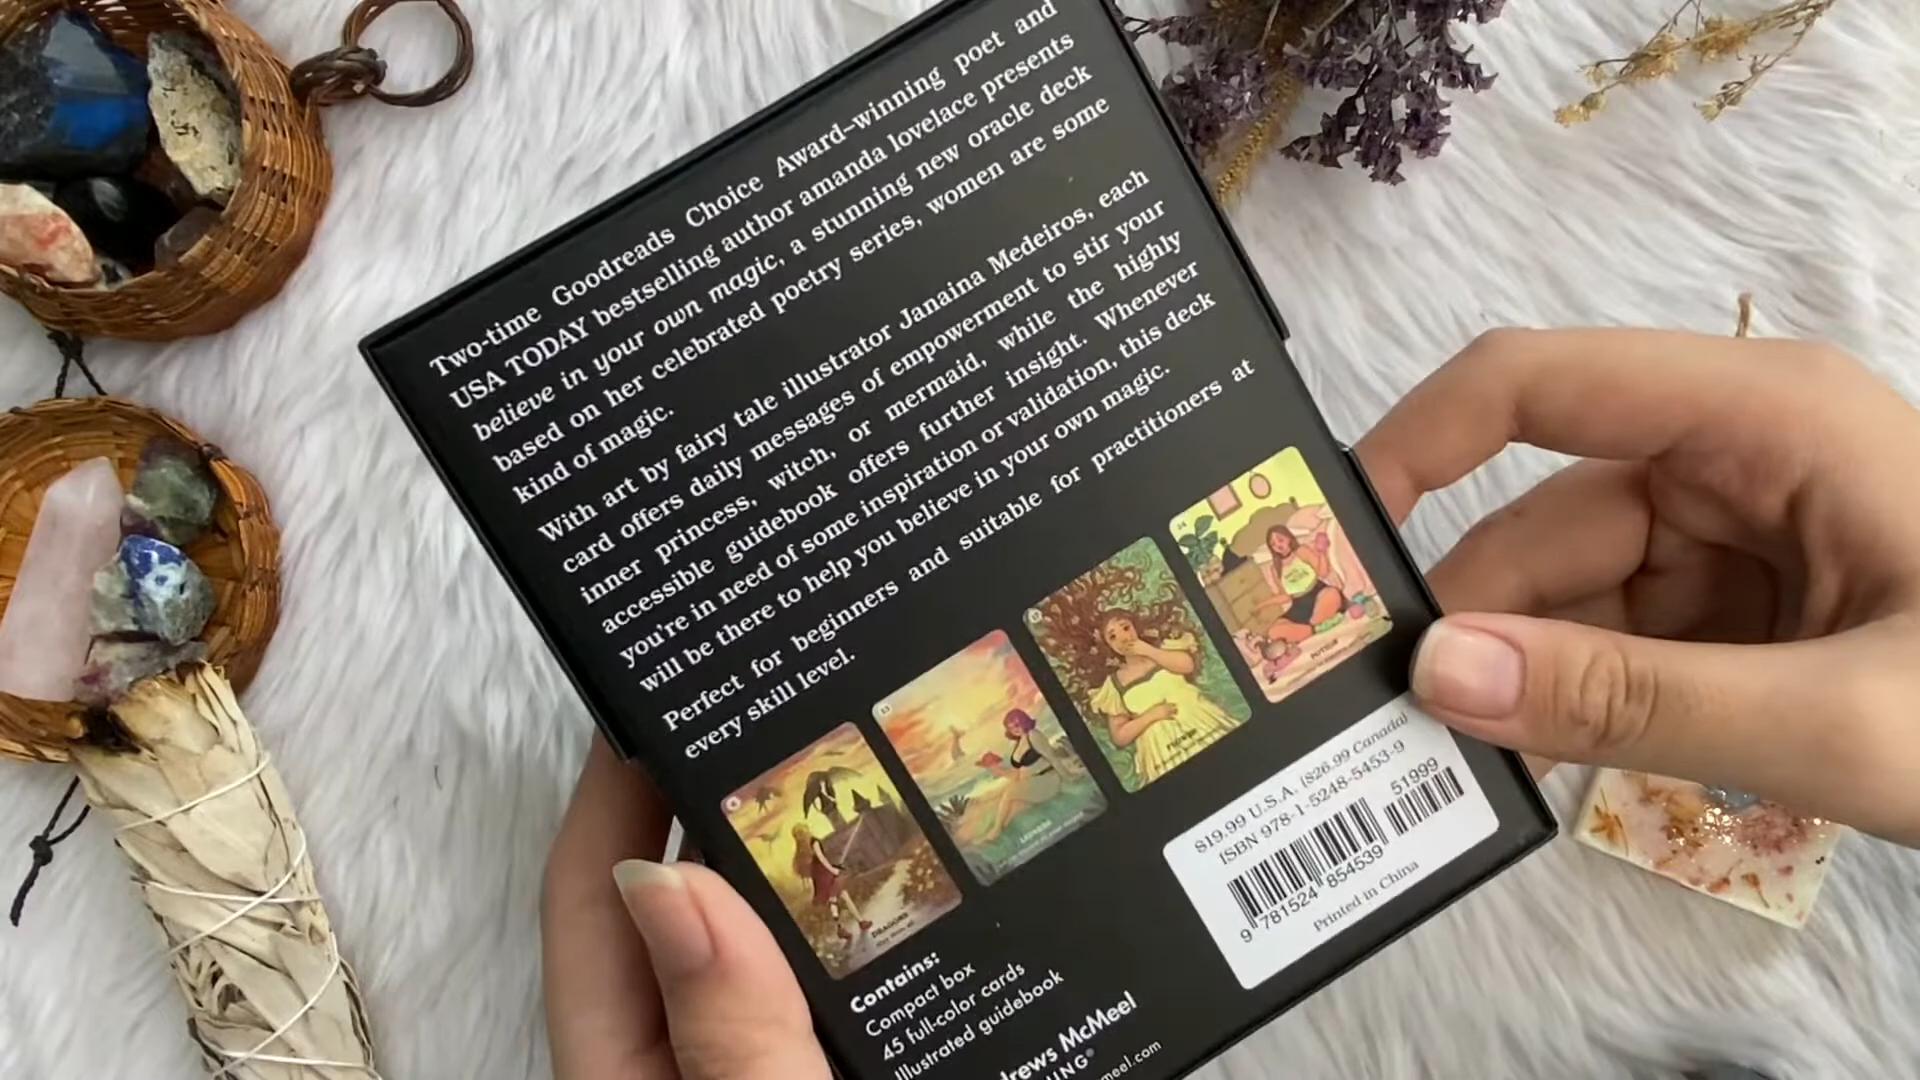 Two-time Goodreads Choice Award–winning poet and
USA TODAY bestselling author amanda lovelace presents
believe in your own magic, a stunning new oracle deck
based on her celebrated poetry series, women are some
kind of magic.
With art by fairy tale illustrator Janaina Medeiros, each
card offers daily messages of empowerment to stir your
inner princess, witch, or mermaid, while the highly
accessible guidebook offers further insight. Whenever
you're in need of some inspiration or validation, this deck
will be there to help you believe in your own magic.
Perfect for beginners and suitable for practitioners at
every skill level.
DRAGONS
FLOWER
POTION
Contains:
Compact box
45 full-color cards
Illustrated guidebook
drews McMeel
$19.99 U.S.A. ($26.99 Canada)
ISBN 978-1-5248-5453-9
51999
9 781524 854539
Printed in China
meel.com